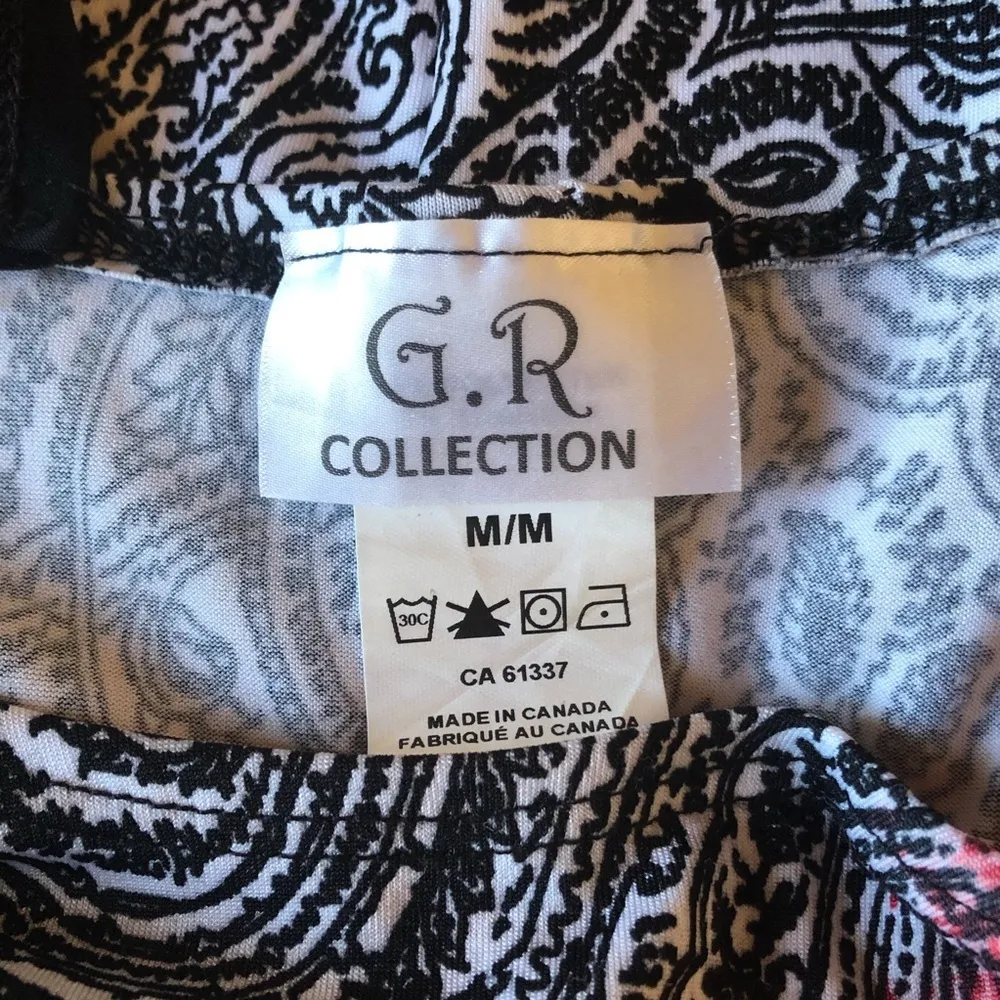 G.R
COLLECTION
M/M
30C
CA 61337
MADE IN CANADA
FABRIQUÉ AU CANADA